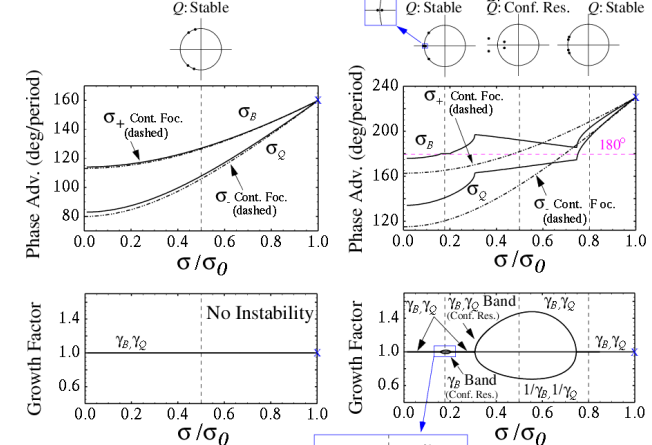 Q: Stable
Q: Stable
Q: Conf. Res.
Q: Stable
Phase Adv. (deg/period)
160
140
120
100
80
σ+ Cont. Foc.
(dashed)
σB
σQ
σ- Cont. Foc.
(dashed)
0.0 0.2 0.4 0.6 0.8 1.0
σ/σ0
Phase Adv. (deg/period)
240
200
160
120
σ+ Cont. Foc.
(dashed)
σB
180°
σQ
σ- Cont. Foc.
(dashed)
0.0 0.2 0.4 0.6 0.8 1.0
σ/σ0
Growth Factor
1.4
1.0
0.6
No Instability
γB,γQ
0.0 0.2 0.4 0.6 0.8 1.0
σ/σ0
Growth Factor
1.4
1.0
0.6
γB,γQ
γB,γQ Band
(Conf. Res.)
γB,γQ
γB,γQ
γB Band
(Conf. Res.)
1/γB,1/γQ
0.0 0.2 0.4 0.6 0.8 1.0
σ/σ0